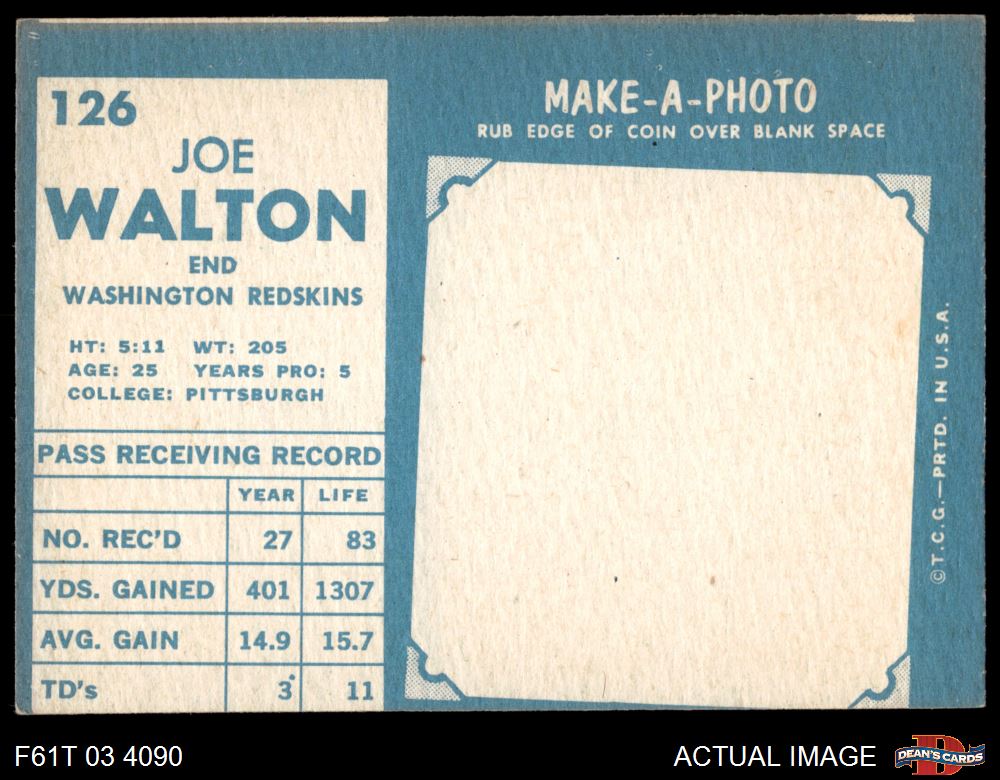 126
JOE
WALTON
END
WASHINGTON REDSKINS
HT: 5:11 WT: 205
AGE: 25 YEARS PRO: 5
COLLEGE: PITTSBURGH
PASS RECEIVING RECORD
YEAR LIFE
NO. REC'D 27 83
YDS. GAINED 401 1307
AVG. GAIN 14.9 15.7
TD's 3 11
MAKE-A-PHOTO
RUB EDGE OF COIN OVER BLANK SPACE
©T.C.G.—PRTD. IN U.S.A.
F61T 03 4090
ACTUAL IMAGE
D
DEAN'S CARDS